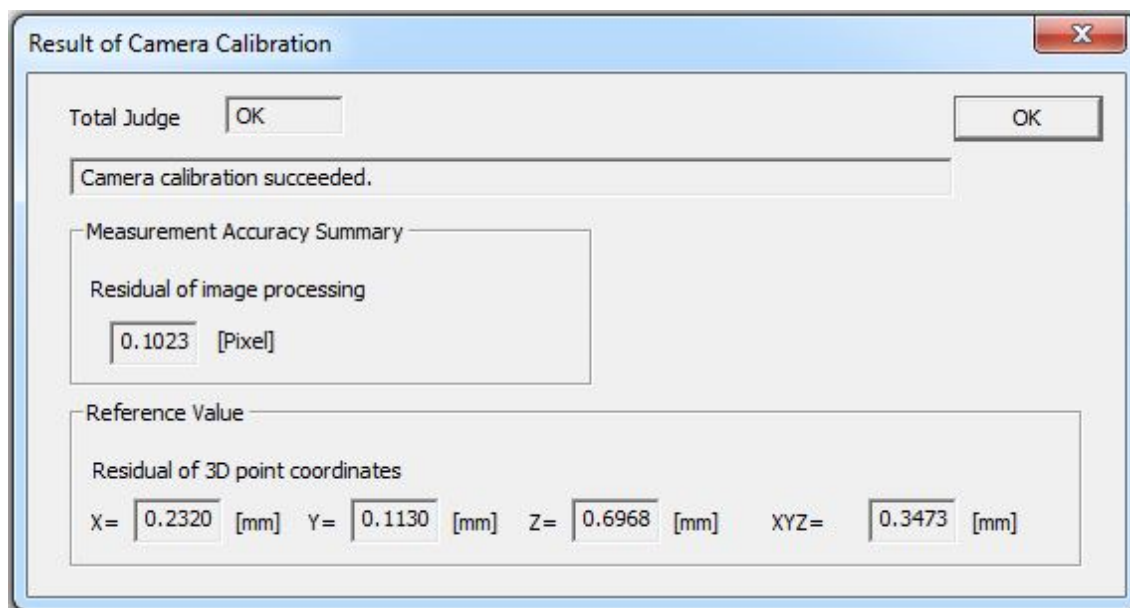 Result of Camera Calibration
Total Judge OK OK
Camera calibration succeeded.
Measurement Accuracy Summary
Residual of image processing
0.1023 [Pixel]
Reference Value
Residual of 3D point coordinates
X= 0.2320 [mm] Y= 0.1130 [mm] Z= 0.6968 [mm] XYZ= 0.3473 [mm]